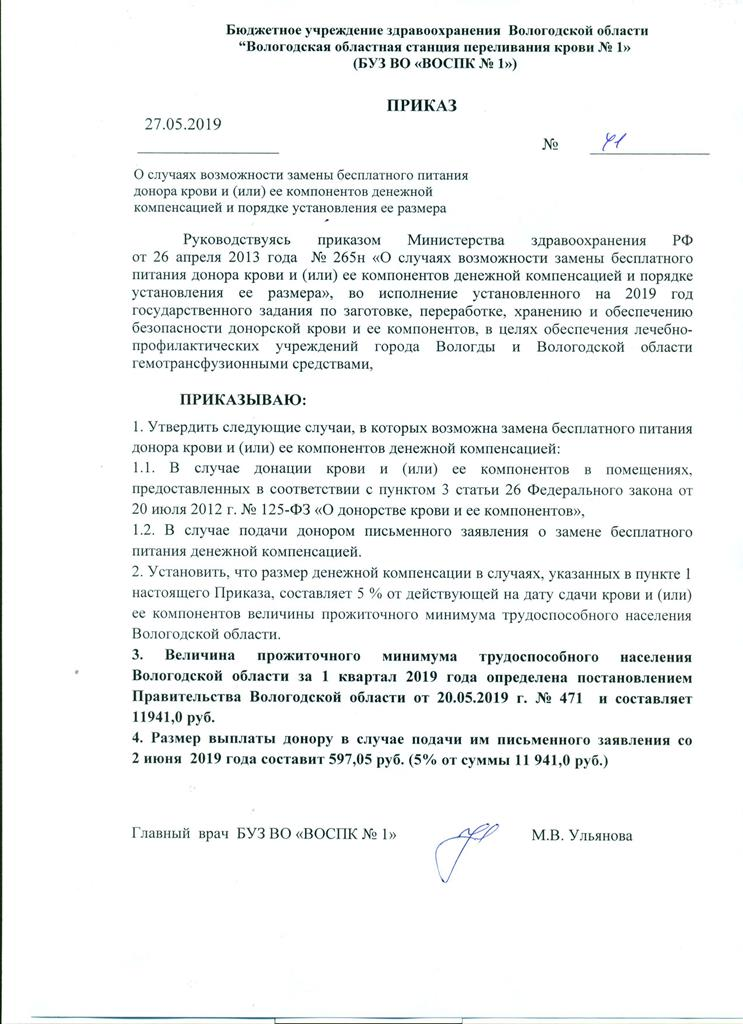 Бюджетное учреждение здравоохранения Вологодской области
“Вологодская областная станция переливания крови № 1»
(БУЗ ВО «ВОСПК № 1»)
ПРИКАЗ
27.05.2019
№ 41
О случаях возможности замены бесплатного питания
донора крови и (или) ее компонентов денежной
компенсацией и порядке установления ее размера
Руководствуясь приказом Министерства здравоохранения РФ
от 26 апреля 2013 года № 265н «О случаях возможности замены бесплатного
питания донора крови и (или) ее компонентов денежной компенсацией и порядке
установления ее размера», во исполнение установленного на 2019 год
государственного задания по заготовке, переработке, хранению и обеспечению
безопасности донорской крови и ее компонентов, в целях обеспечения лечебно-
профилактических учреждений города Вологды и Вологодской области
гемотрансфузионными средствами,
ПРИКАЗЫВАЮ:
1. Утвердить следующие случаи, в которых возможна замена бесплатного питания
донора крови и (или) ее компонентов денежной компенсацией:
1.1. В случае донации крови и (или) ее компонентов в помещениях,
предоставленных в соответствии с пунктом 3 статьи 26 Федерального закона от
20 июля 2012 г. № 125-ФЗ «О донорстве крови и ее компонентов»,
1.2. В случае подачи донором письменного заявления о замене бесплатного
питания денежной компенсацией.
2. Установить, что размер денежной компенсации в случаях, указанных в пункте 1
настоящего Приказа, составляет 5 % от действующей на дату сдачи крови и (или)
ее компонентов величины прожиточного минимума трудоспособного населения
Вологодской области.
3. Величина прожиточного минимума трудоспособного населения
Вологодской области за 1 квартал 2019 года определена постановлением
Правительства Вологодской области от 20.05.2019 г. № 471 и составляет
11941,0 руб.
4. Размер выплаты донору в случае подачи им письменного заявления со
2 июня 2019 года составит 597,05 руб. (5% от суммы 11 941,0 руб.)
Главный врач БУЗ ВО «ВОСПК № 1» М.В. Ульянова